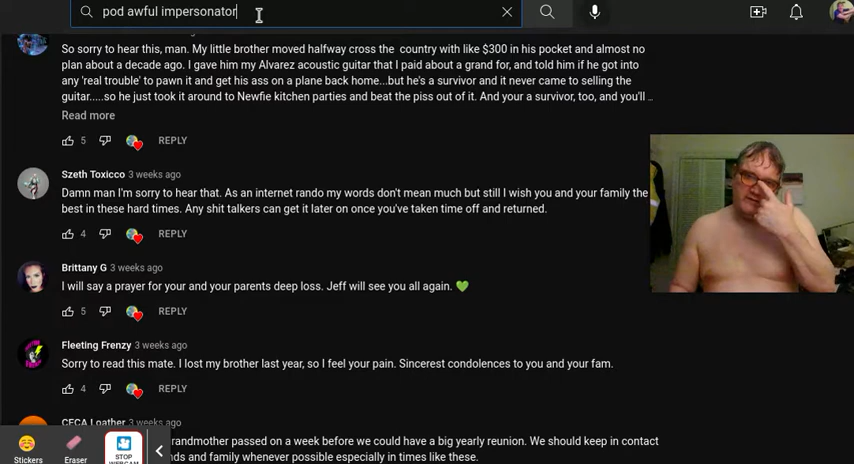 pod awful impersonator
So sorry to hear this, man. My little brother moved halfway cross the country with like $300 in his pocket and almost no
plan about a decade ago. I gave him my Alvarez acoustic guitar that I paid about a grand for, and told him if he got into
any 'real trouble' to pawn it and get his ass on a plane back home...but he's a survivor and it never came to selling the
guitar.....so he just took it around to Newfie kitchen parties and beat the piss out of it. And your a survivor, too, and you'll ...
Read more
5 REPLY
Szeth Toxicco 3 weeks ago
Damn man I'm sorry to hear that. As an internet rando my words don't mean much but still I wish you and your family the
best in these hard times. Any shit talkers can get it later on once you've taken time off and returned.
4 REPLY
Brittany G 3 weeks ago
I will say a prayer for your and your parents deep loss. Jeff will see you all again. 💚
5 REPLY
Fleeting Frenzy 3 weeks ago
Sorry to read this mate. I lost my brother last year, so I feel your pain. Sincerest condolences to you and your fam.
4 REPLY
CFCA Loather 3 weeks ago
randmother passed on a week before we could have a big yearly reunion. We should keep in contact
nds and family whenever possible especially in times like these.
Stickers
Eraser
STOP
WEBCAM